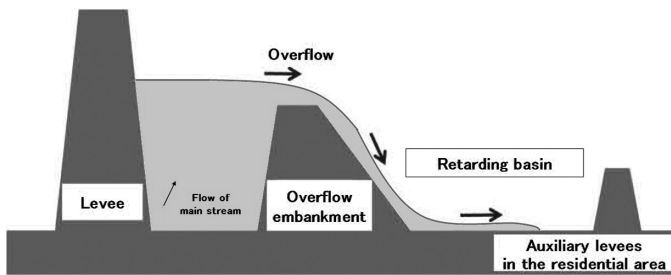 Overflow
Retarding basin
Levee
Flow of
main stream
Overflow
embankment
Auxiliary levees
in the residential area